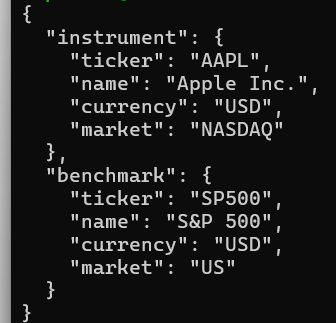 {
  "instrument": {
    "ticker": "AAPL",
    "name": "Apple Inc.",
    "currency": "USD",
    "market": "NASDAQ"
  },
  "benchmark": {
    "ticker": "SP500",
    "name": "S&P 500",
    "currency": "USD",
    "market": "US"
  }
}